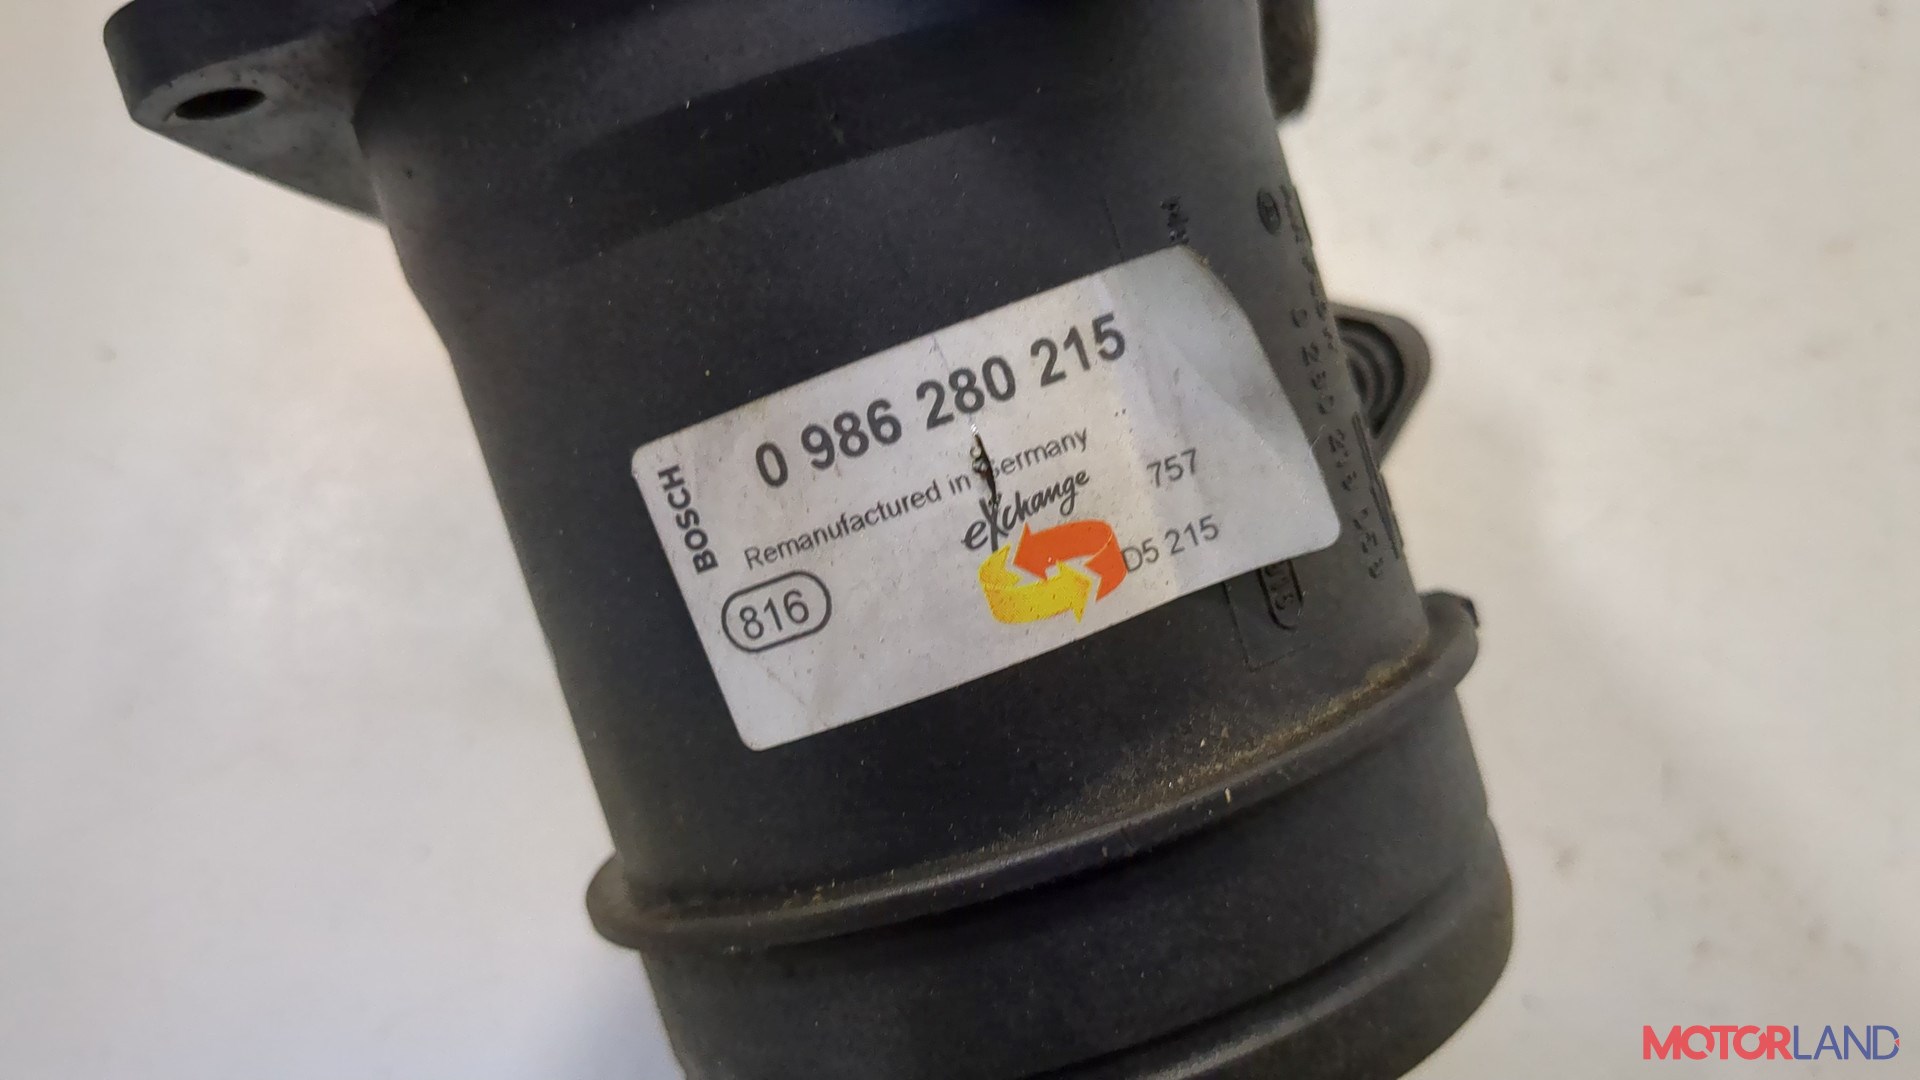 BOSCH
0 986 280 215
Remanufactured in Germany
eXchange
757
816
D5 215
MOTORLAND